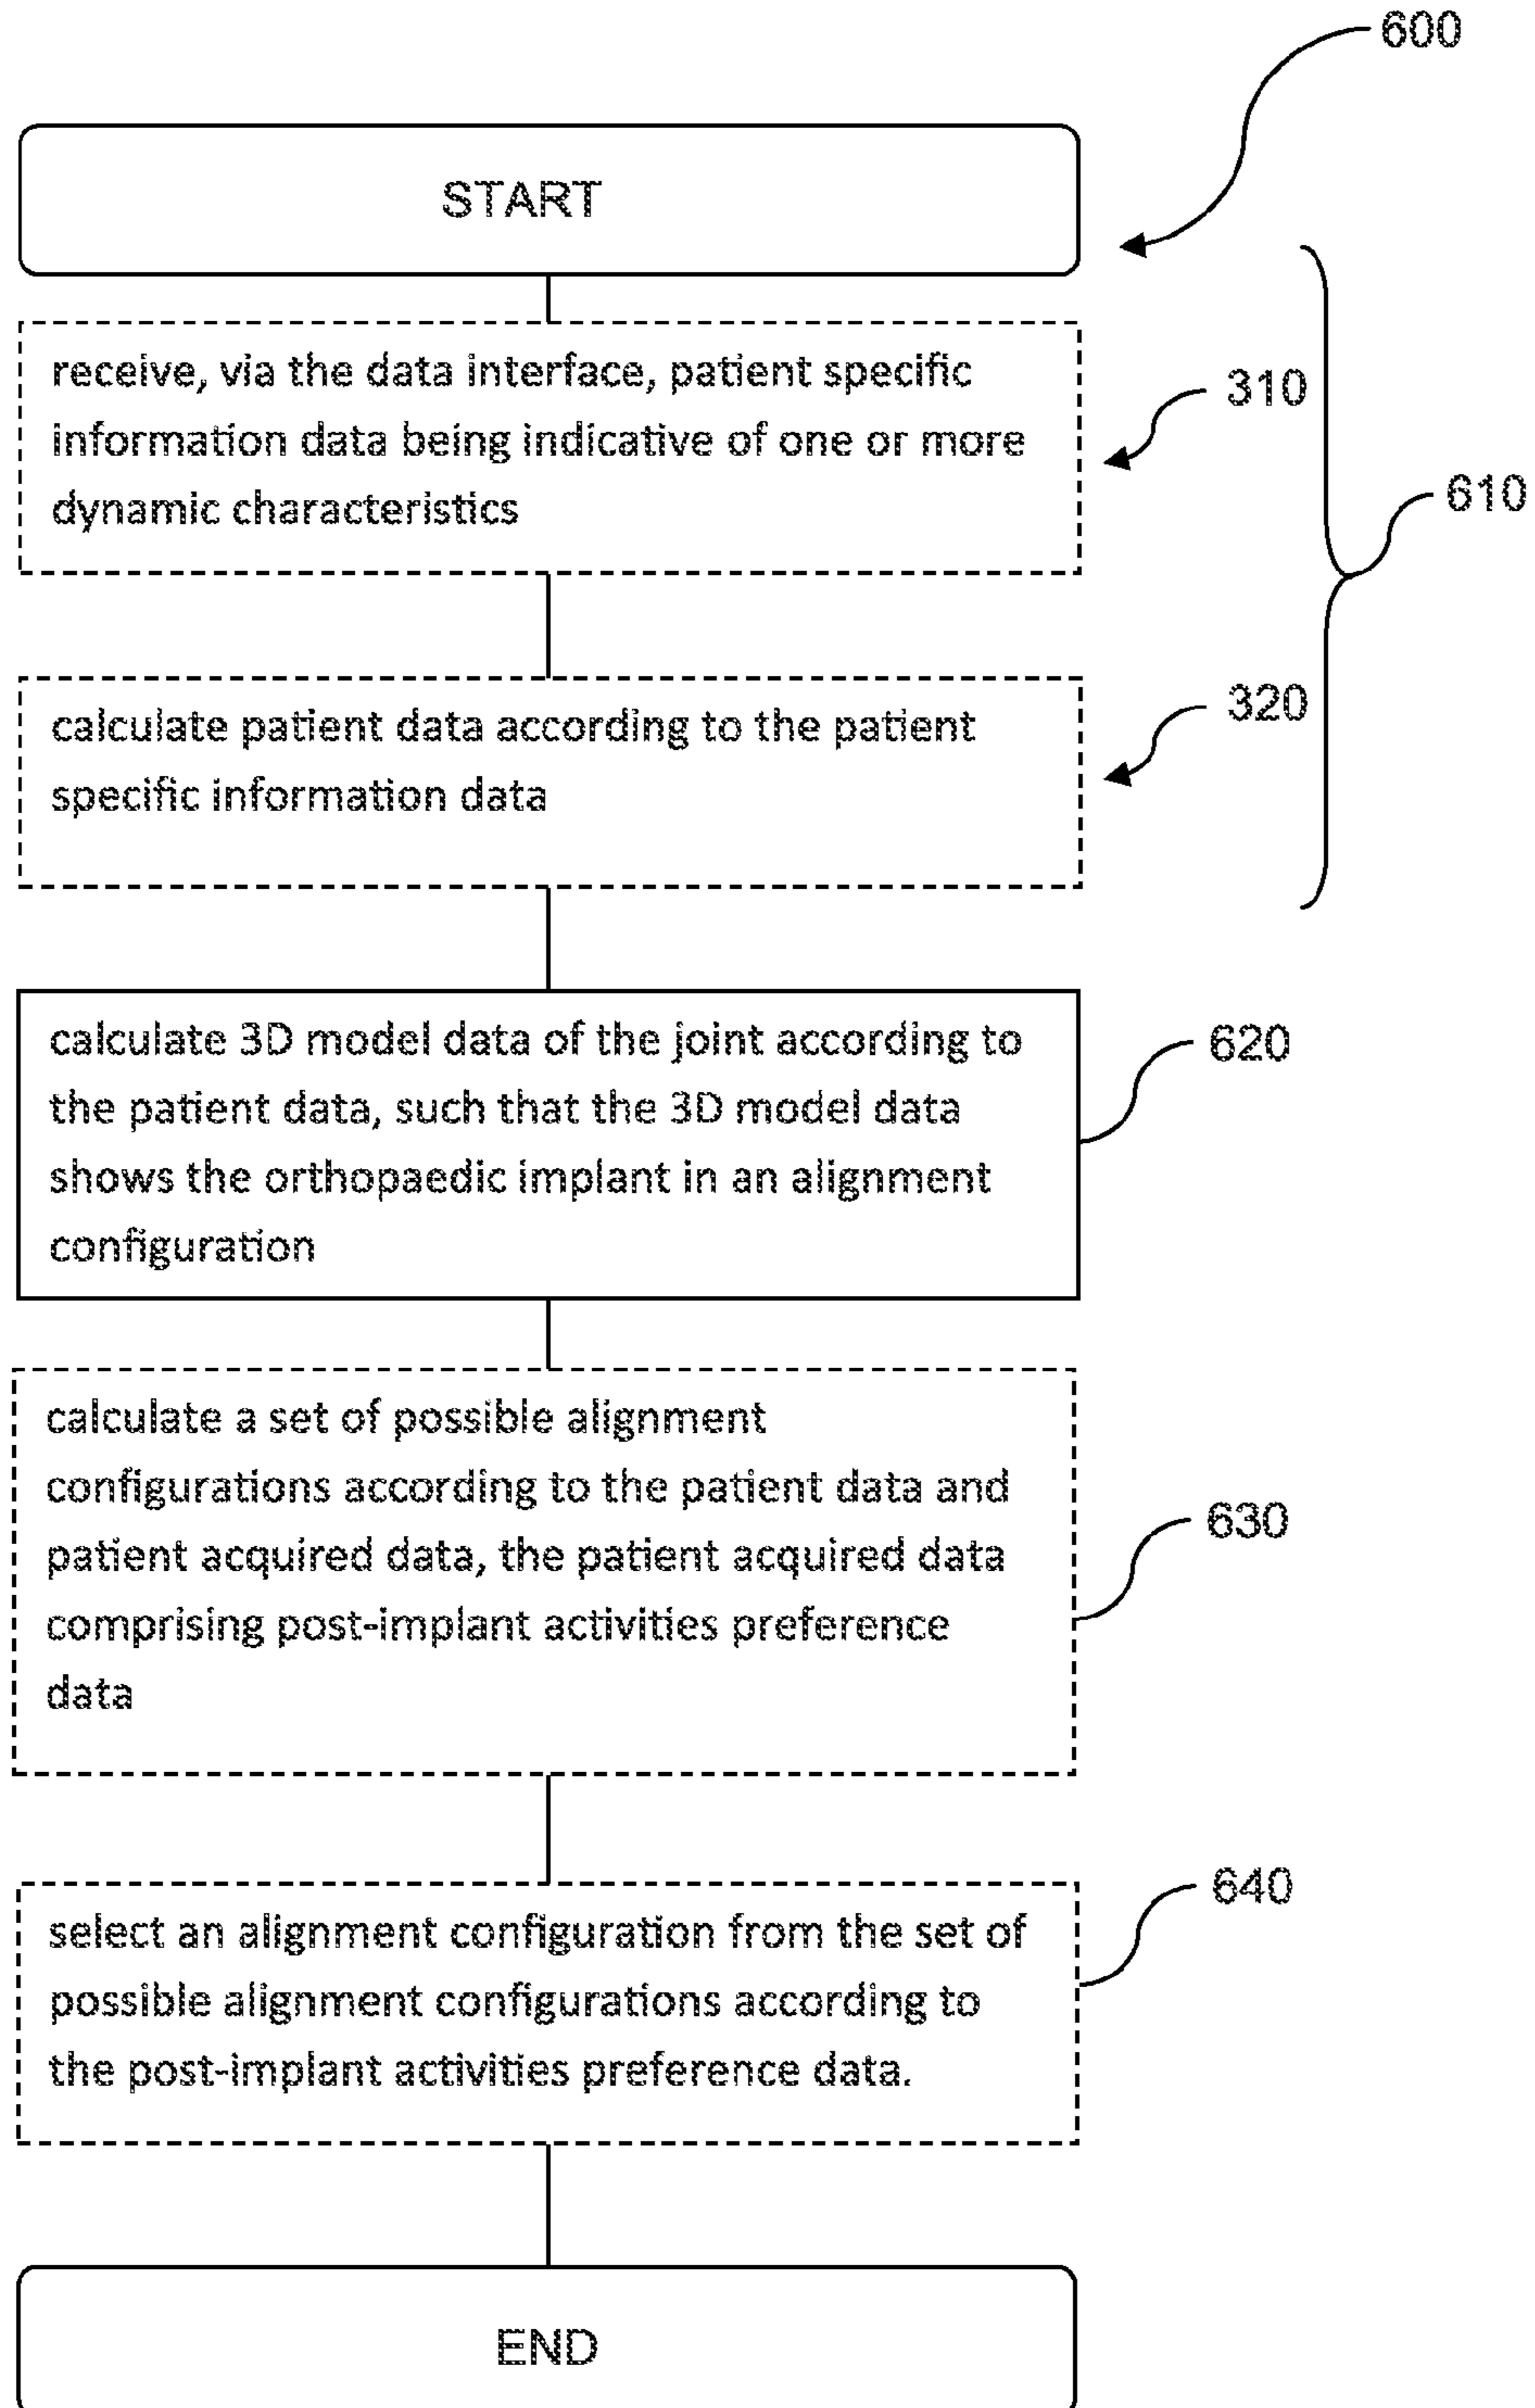 600
START
receive, via the data interface, patient specific
information data being indicative of one or more
dynamic characteristics
310
610
calculate patient data according to the patient
specific information data
320
calculate 3D model data of the joint according to
the patient data, such that the 3D model data
shows the orthopaedic implant in an alignment
configuration
620
calculate a set of possible alignment
configurations according to the patient data and
patient acquired data, the patient acquired data
comprising post-implant activities preference
data
630
select an alignment configuration from the set of
possible alignment configurations according to
the post-implant activities preference data.
640
END